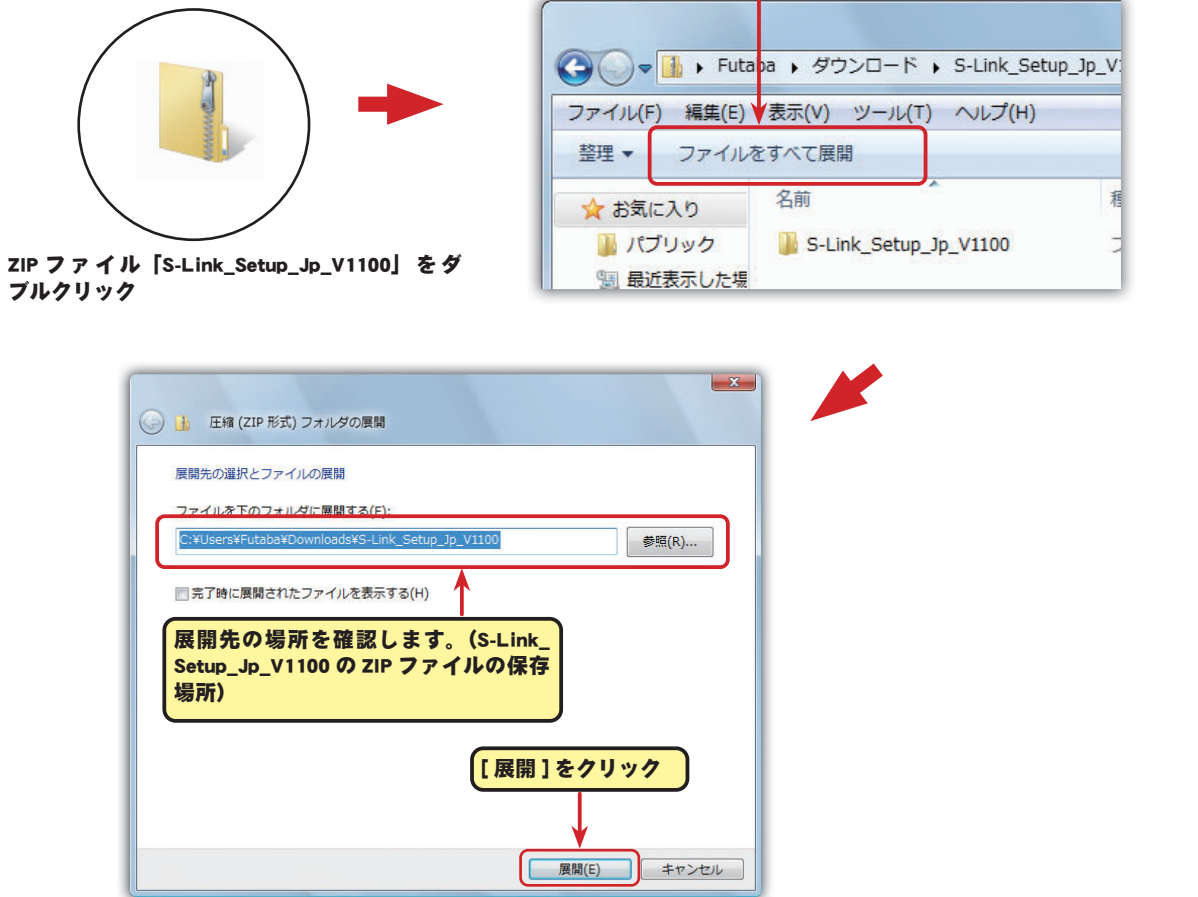 ZIP ファイル「S-Link_Setup_Jp_V1100」をダ
ブルクリック
Futaba ダウンロード S-Link_Setup_Jp_V
ファイル(F) 編集(E) 表示(V) ツール(T) ヘルプ(H)
整理 ファイルをすべて展開
お気に入り
パブリック
最近表示した場
名前
S-Link_Setup_Jp_V1100
圧縮 (ZIP 形式) フォルダの展開
展開先の選択とファイルの展開
ファイルを下のフォルダに展開する(F):
C:¥Users¥Futaba¥Downloads¥S-Link_Setup_Jp_V1100
参照(R)...
完了時に展開されたファイルを表示する(H)
展開先の場所を確認します。(S-Link_
Setup_Jp_V1100 の ZIP ファイルの保存
場所)
[ 展開 ] をクリック
展開(E) キャンセル